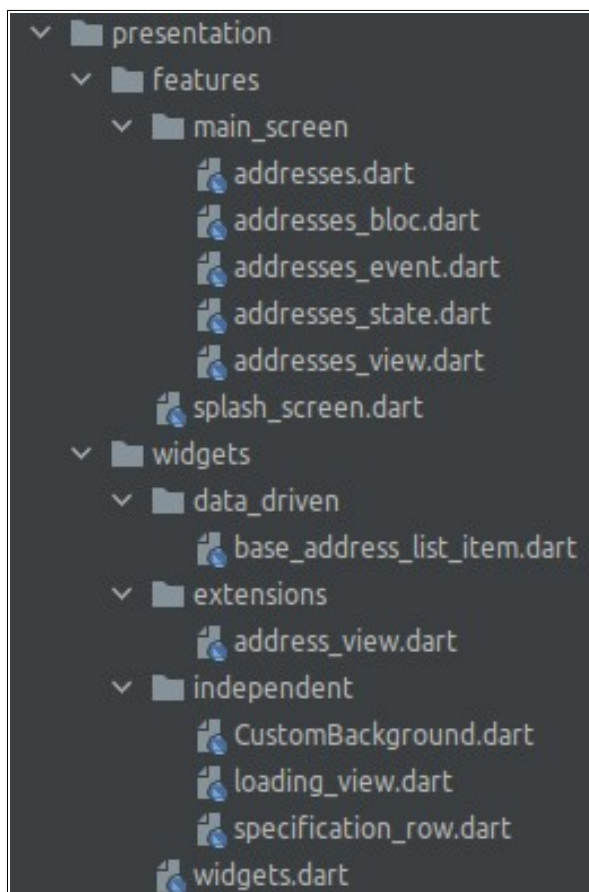 presentation
features
main_screen
addresses.dart
addresses_bloc.dart
addresses_event.dart
addresses_state.dart
addresses_view.dart
splash_screen.dart
widgets
data_driven
base_address_list_item.dart
extensions
address_view.dart
independent
CustomBackground.dart
loading_view.dart
specification_row.dart
widgets.dart